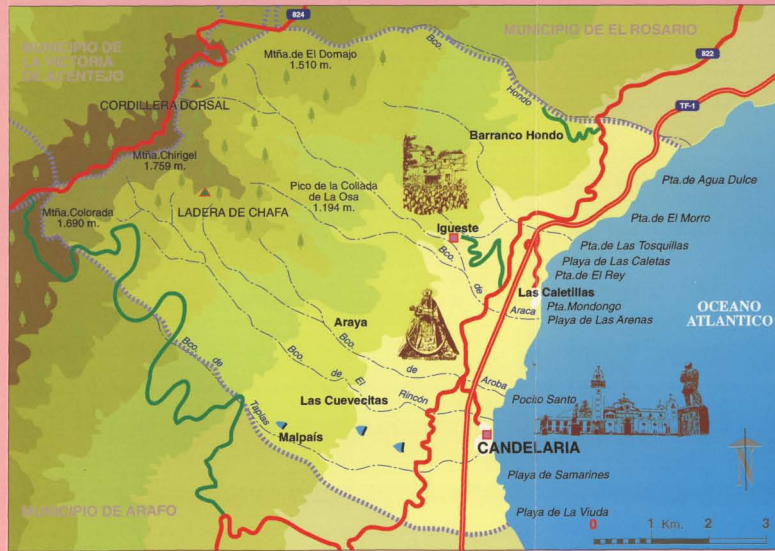 824
MUNICIPIO DE EL ROSARIO
MUNICIPIO DE
LA VICTORIA
DE ACENTEJO
Mtña.de El Domajo
1.510 m.
Bco.
Hondo
822
CORDILLERA DORSAL
TF-1
Barranco Hondo
Mtña.Chirigel
1.759 m.
Pta.de Agua Dulce
Pico de la Collada
de La Osa
1.194 m.
Mtña.Colorada
1.690 m.
LADERA DE CHAFA
Pta.de El Morro
Igueste
Pta.de Las Tosquillas
Playa de Las Caletas
Pta.de El Rey
Bco.
de
Araca
Las Caletillas
OCEANO
ATLANTICO
Pta.Mondongo
Playa de Las Arenas
Araya
Bco.
de
Aroba
Bco.
de
El
Rincón
Bco.
de
Tapias
Las Cuevecitas
Pocito Santo
Malpaís
CANDELARIA
Playa de Samarines
MUNICIPIO DE ARAFO
Playa de La Viuda
N
0 1 Km. 2 3